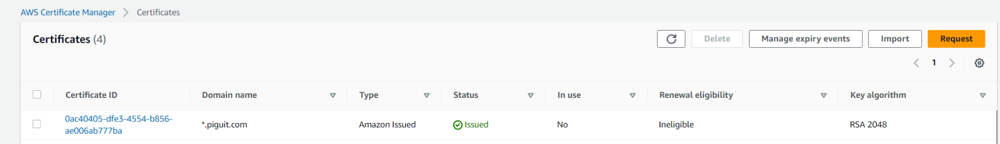 AWS Certificate Manager > Certificates
Certificates (4)
Delete
Manage expiry events
Import
Request
1
Certificate ID
Domain name
Type
Status
In use
Renewal eligibility
Key algorithm
0ac40405-dfe3-4554-b856-
ae006ab777ba
*.piguit.com
Amazon Issued
Issued
No
Ineligible
RSA 2048